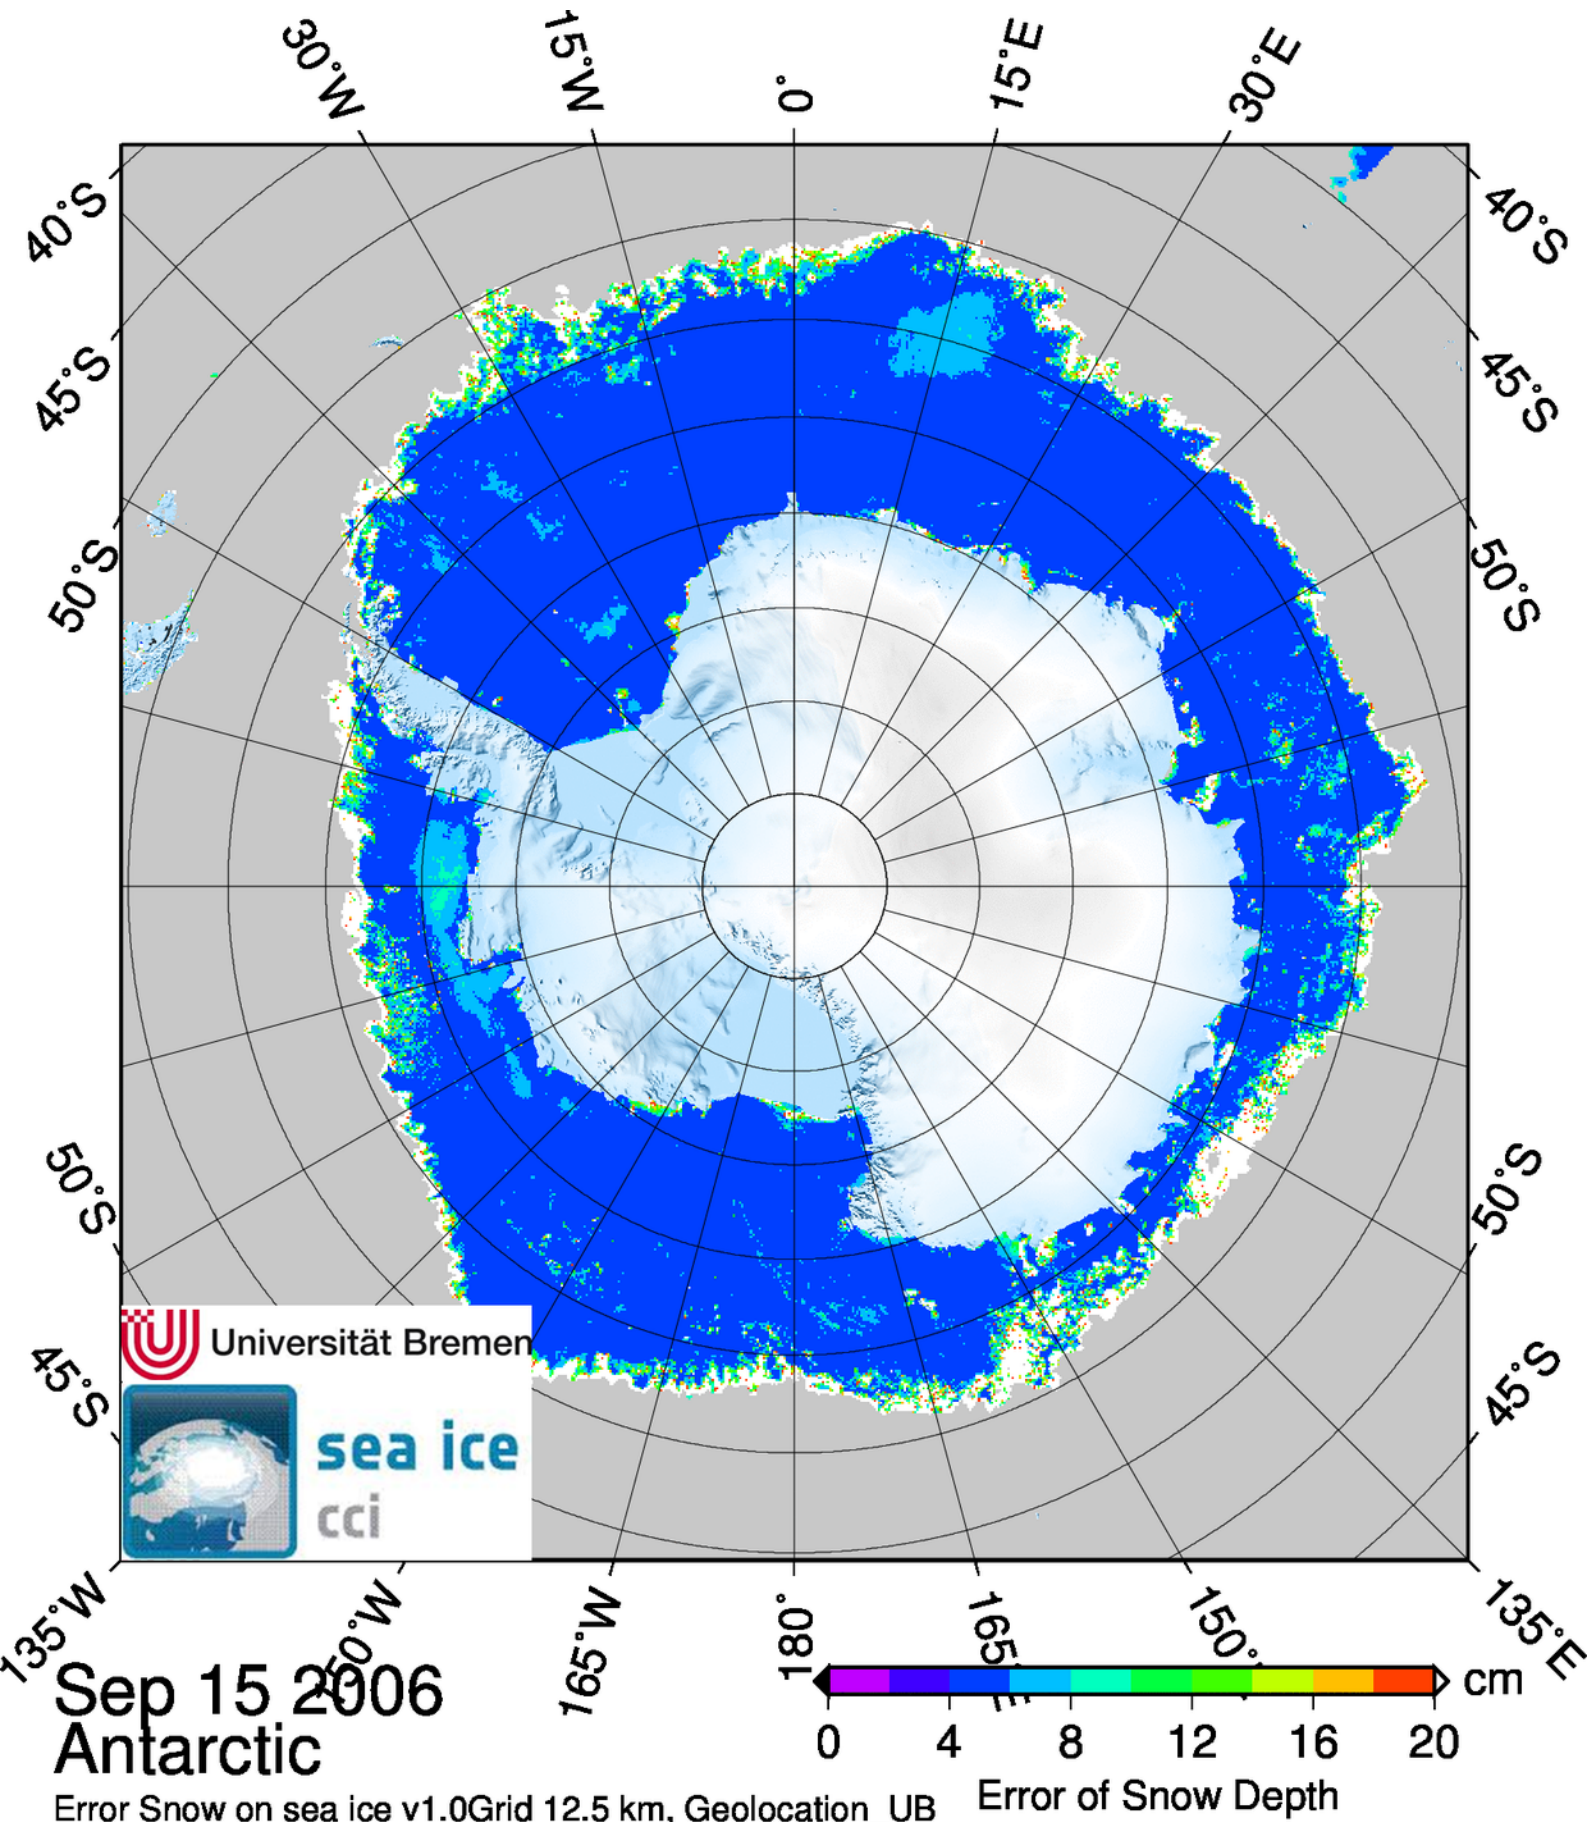 30°W
15°W
0°
15°E
30°E
40°S
40°S
45°S
45°S
50°S
50°S
50°S
50°S
45°S
45°S
Universität Bremen
sea ice
cci
135°W
165°W
180°
135°E
Sep 15 2006
Antarctic
Error Snow on sea ice v1.0Grid 12.5 km, Geolocation UB
cm
0 4 8 12 16 20
Error of Snow Depth